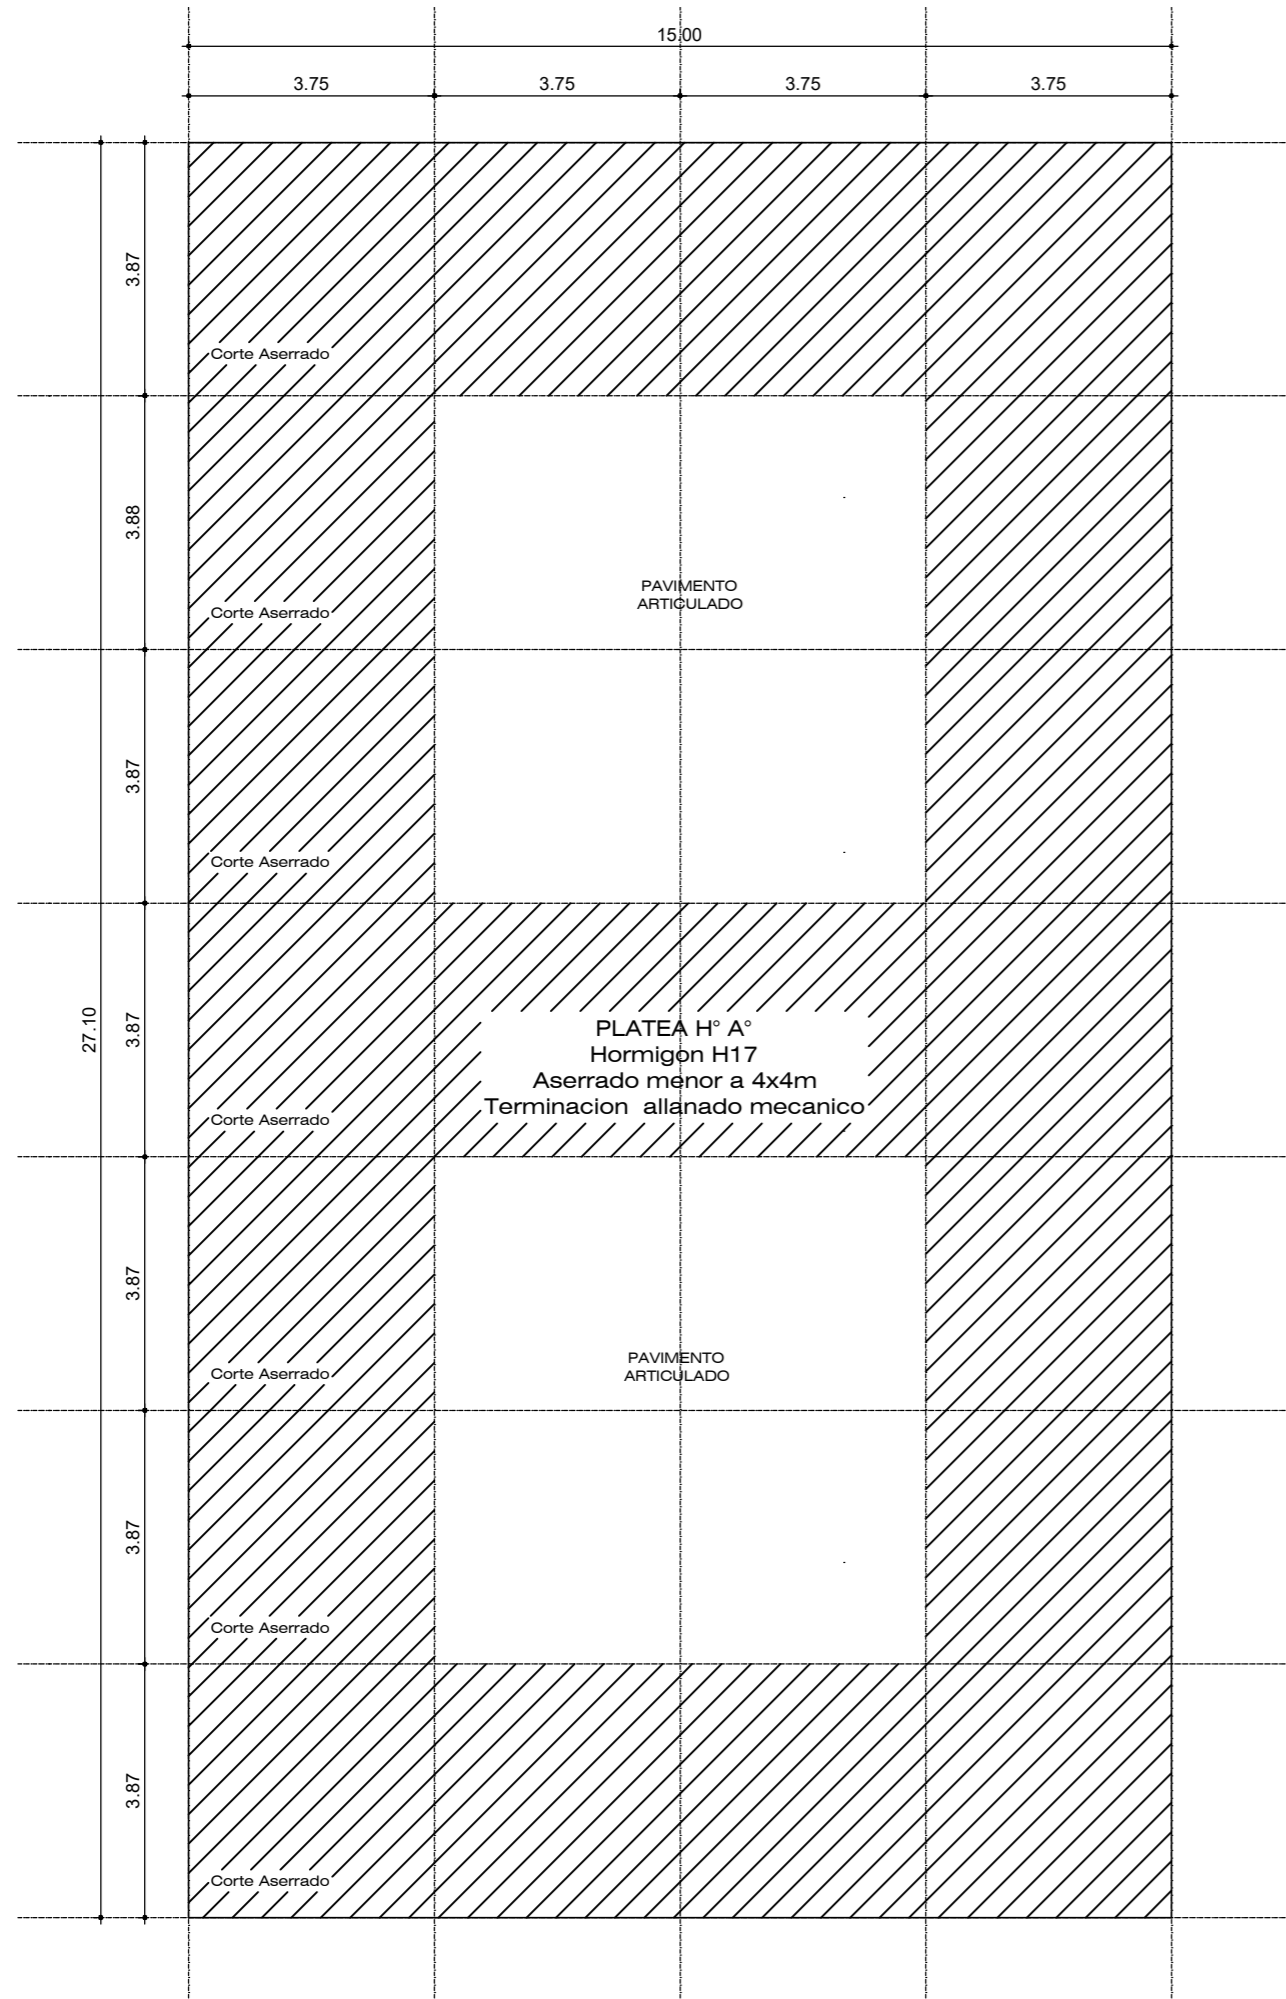 15.00
3.75
3.75
3.75
3.75
3.87
Corte Aserrado
3.88
PAVIMENTO
ARTICULADO
Corte Aserrado
3.87
Corte Aserrado
27.10
3.87
PLATEA H° A°
Hormigon H17
Aserrado menor a 4x4m
Terminacion allanado mecanico
Corte Aserrado
3.87
PAVIMENTO
ARTICULADO
Corte Aserrado
3.87
Corte Aserrado
3.87
Corte Aserrado